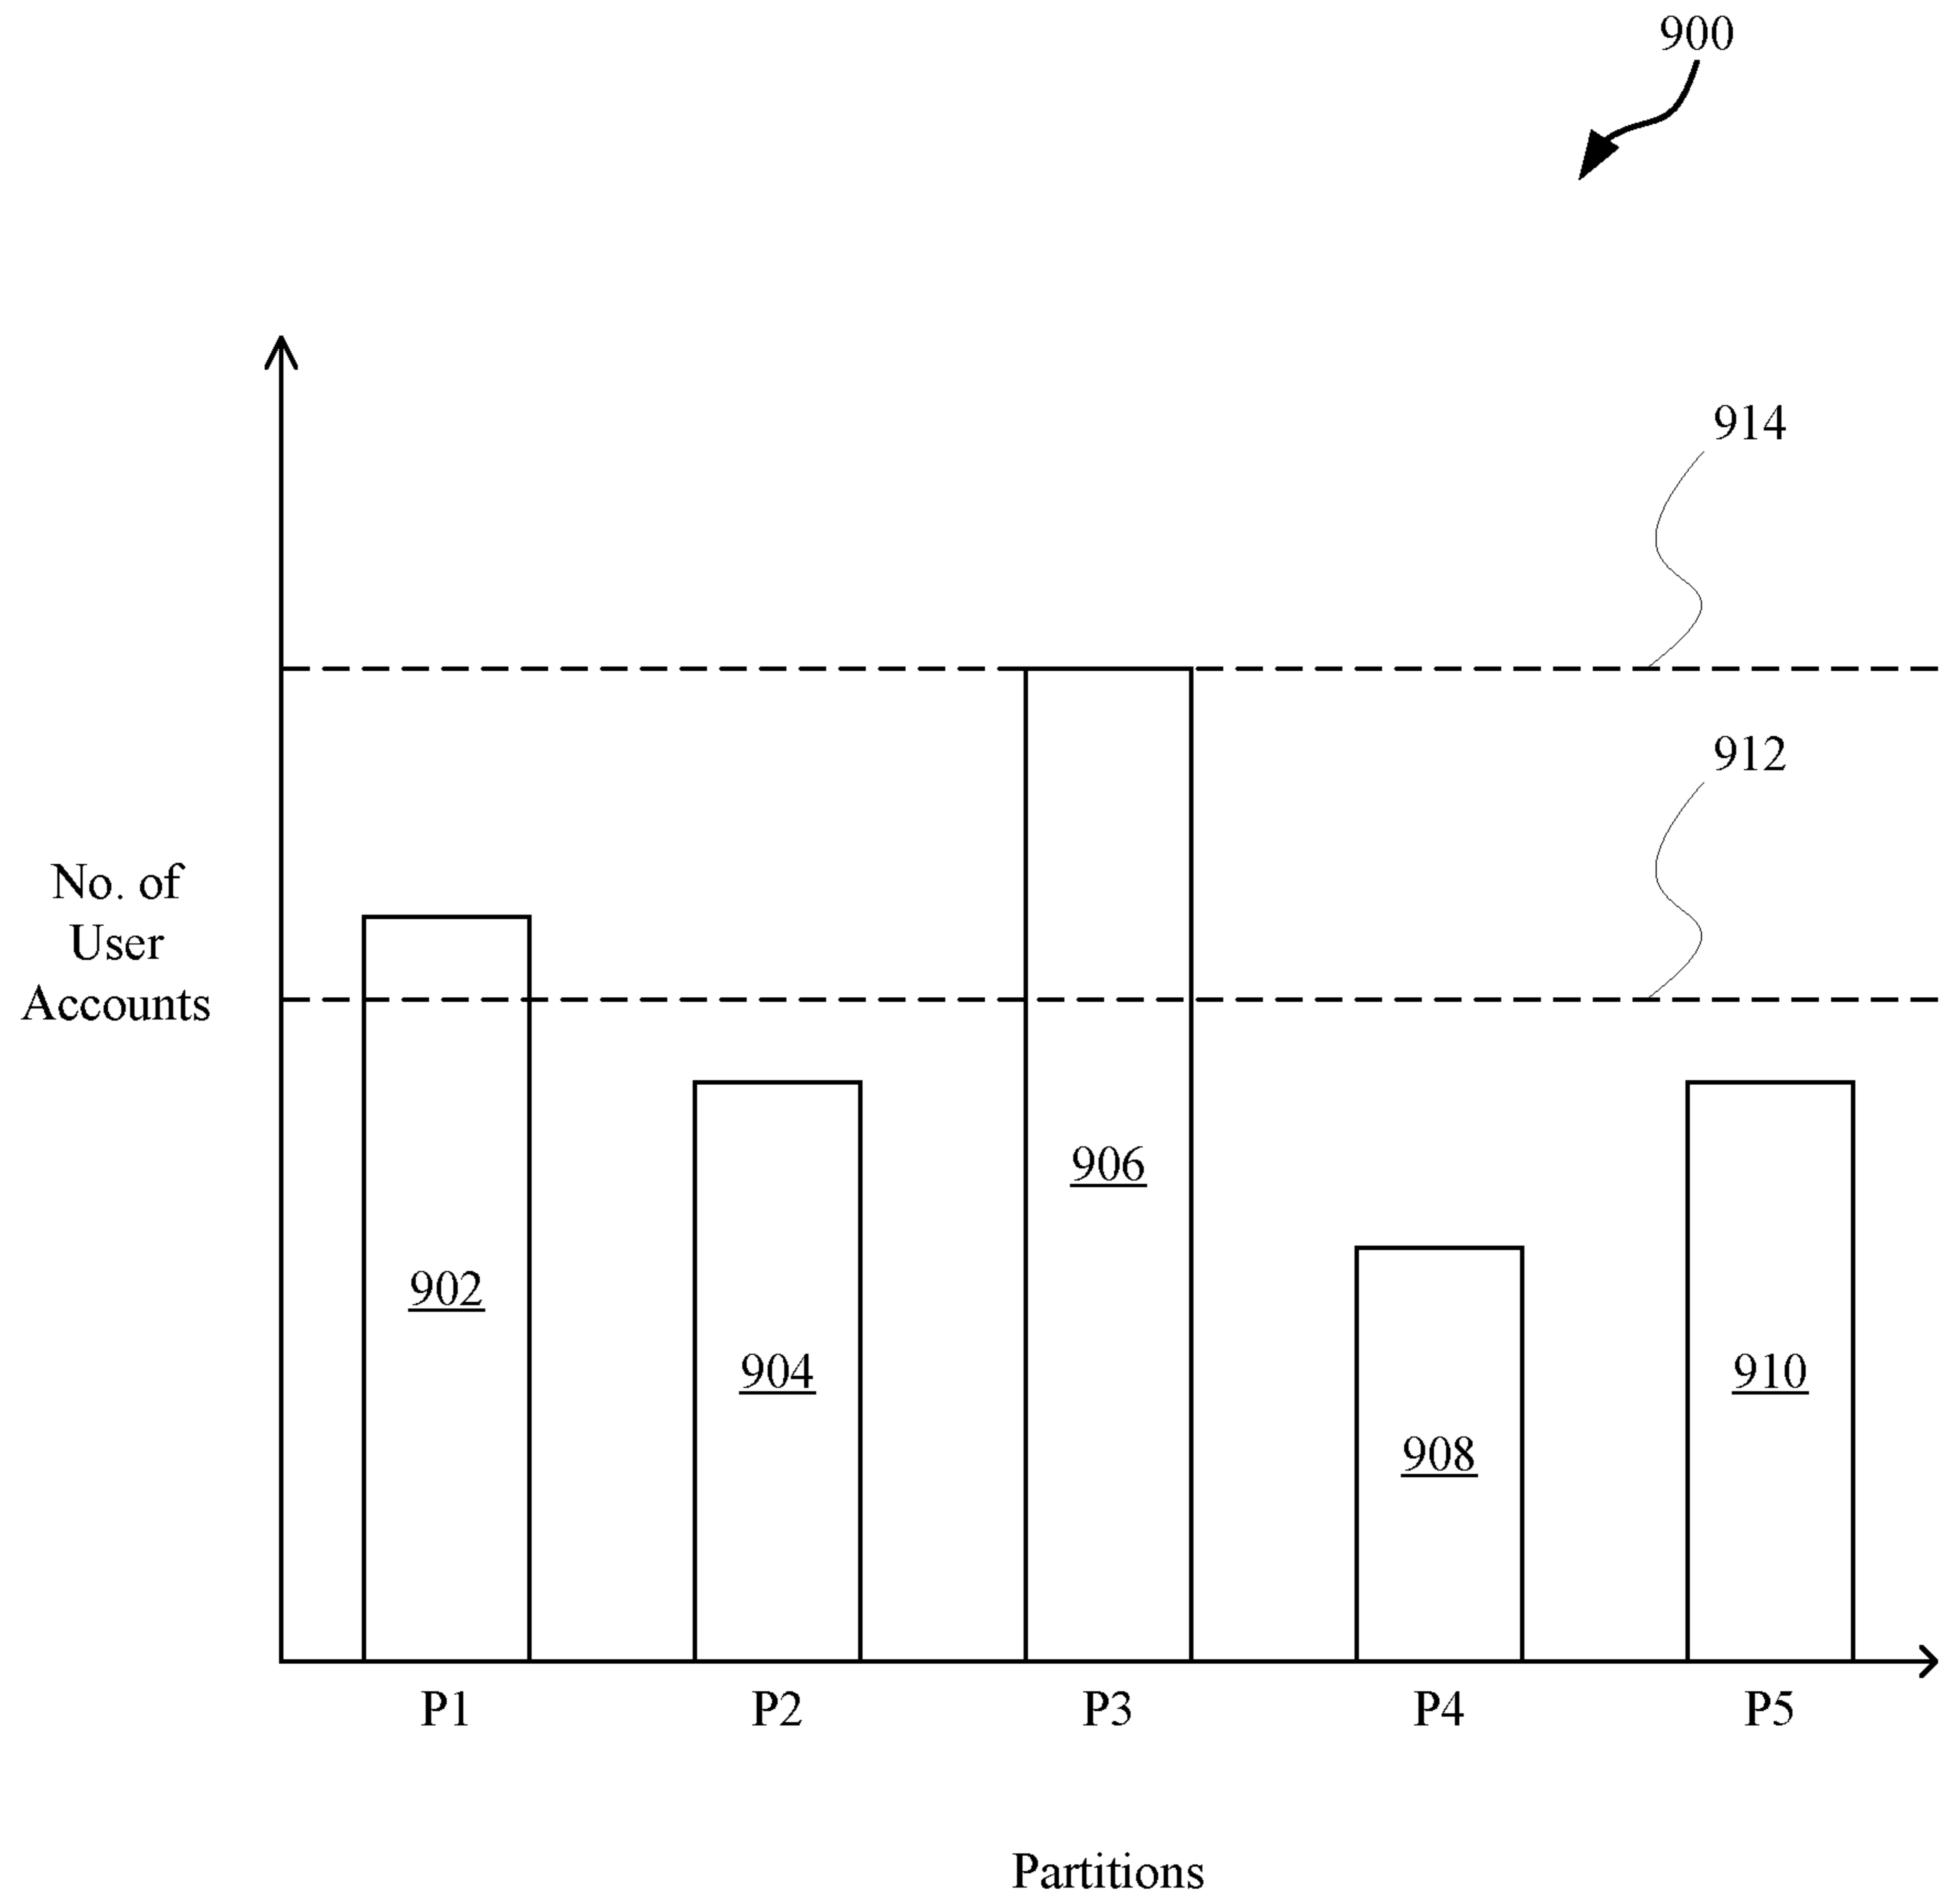 900
914
912
No. of
User
Accounts
906
902
904
910
908
P1 P2 P3 P4 P5
Partitions